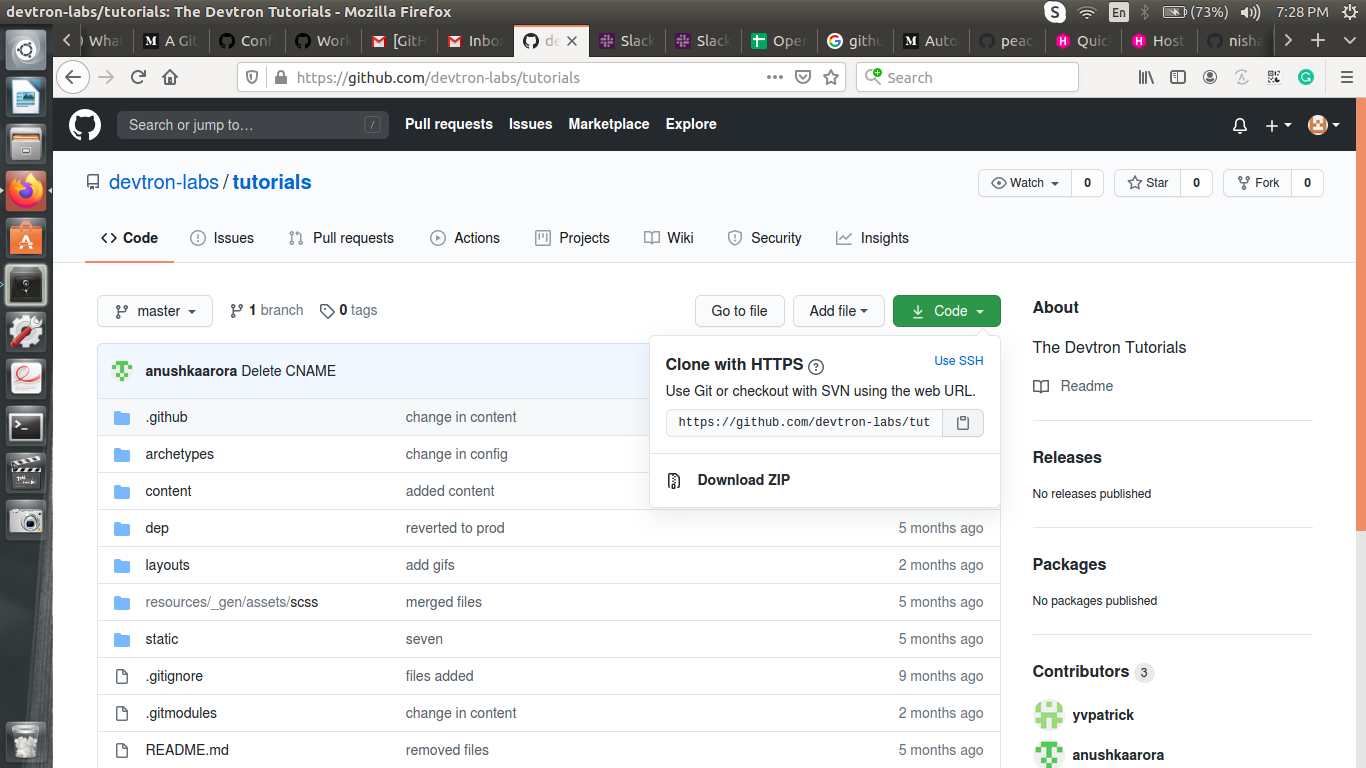 devtron-labs/tutorials: The Devtron Tutorials - Mozilla Firefox
En (73%) 7:28 PM
What A Git Conf Work [GitH Inbo de Slack Slack Oper githu Auto peac Quic Host nisha
https://github.com/devtron-labs/tutorials
Search
Search or jump to… /
Pull requests Issues Marketplace Explore
devtron-labs / tutorials
Watch 0 Star 0 Fork 0
Code Issues Pull requests Actions Projects Wiki Security Insights
master 1 branch 0 tags
Go to file Add file Code
About
The Devtron Tutorials
Readme
Clone with HTTPS Use SSH
Use Git or checkout with SVN using the web URL.
https://github.com/devtron-labs/tut
Download ZIP
anushkaarora Delete CNAME
.github change in content
archetypes change in config
content added content
dep reverted to prod 5 months ago
layouts add gifs 2 months ago
resources/_gen/assets/scss merged files 5 months ago
static seven 5 months ago
.gitignore files added 9 months ago
.gitmodules change in content 2 months ago
README.md removed files 5 months ago
Releases
No releases published
Packages
No packages published
Contributors 3
yvpatrick
anushkaarora